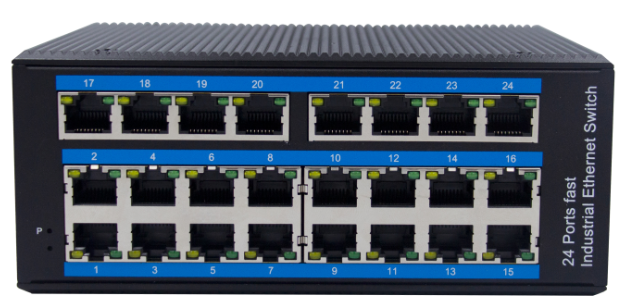 17 18 19 20 21 22 23 24
2 4 6 8 10 12 14 16
P
1 3 5 7 9 11 13 15
24 Ports fast
Industrial Ethernet Switch